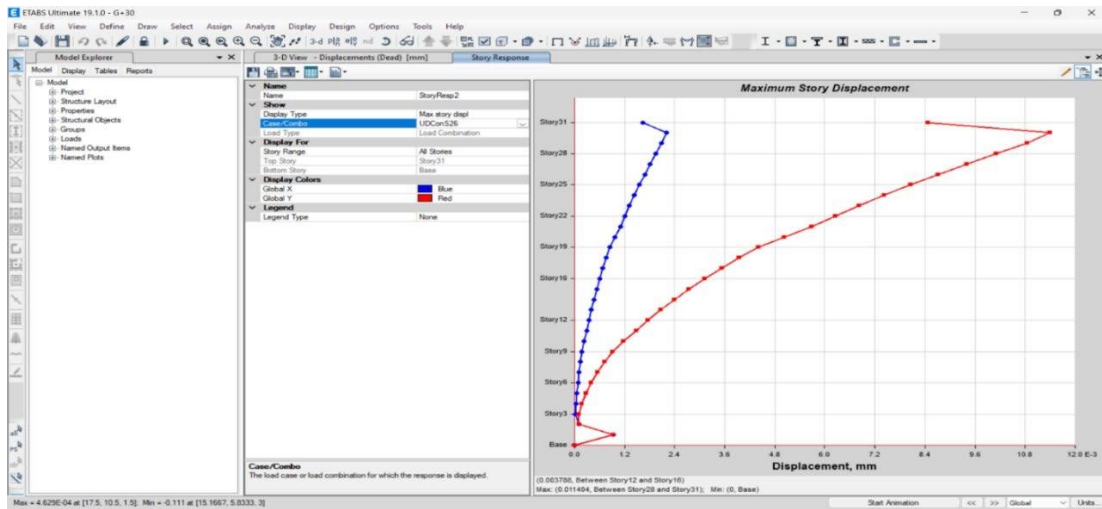 ETABS Ultimate 19.1.0 - G+30
File Edit View Define Draw Select Assign Analyze Display Design Options Tools Help
3-d
Model Explorer
3-D View - Displacements (Dead) [mm]
Story Response
Model Display Tables Reports
Model
Project
Structure Layout
Properties
Structural Objects
Groups
Loads
Named Output Items
Named Plots
Name
Name StoryResp2
Show
Display Type Max story displ
Case/Combo UDConS26
Load Type Load Combination
Display For
Story Range All Stories
Top Story Story31
Bottom Story Base
Display Colors
Global X Blue
Global Y Red
Legend
Legend Type None
Case/Combo
The load case or load combination for which the response is displayed.
Maximum Story Displacement
Story31
Story28
Story25
Story22
Story19
Story16
Story12
Story9
Story6
Story3
Base
0.0 1.2 2.4 3.6 4.8 6.0 7.2 8.4 9.6 10.8 12.0 E-3
Displacement, mm
(0.003788, Between Story12 and Story16)
Max: (0.011404, Between Story28 and Story31); Min: (0, Base)
Max = 4.629E-04 at [17.5, 10.5, 1.5]; Min = -0.111 at [15.1667, 5.8333, 3]
Start Animation << >> Global Units...